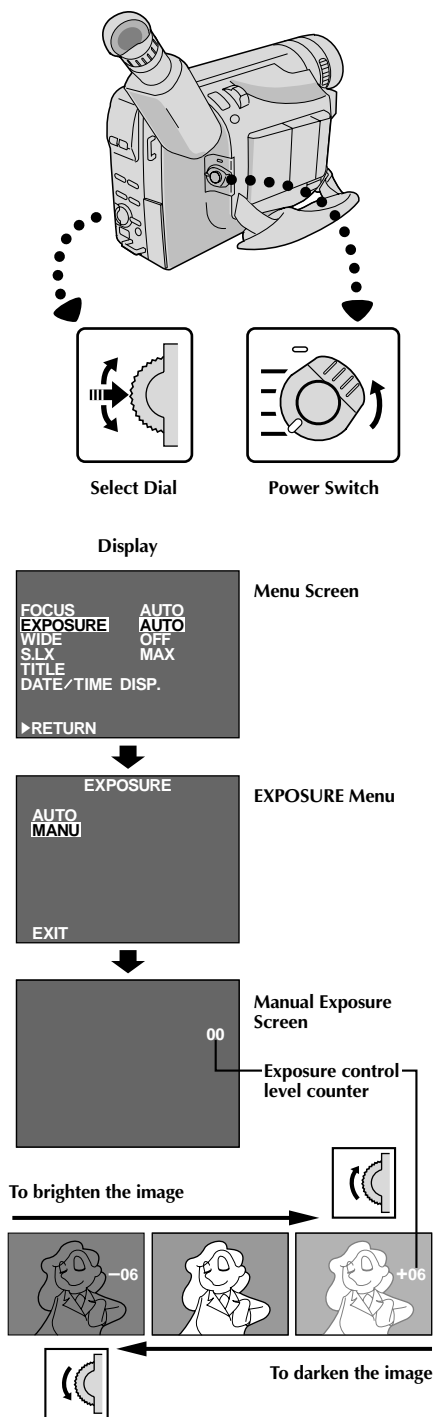 Select Dial
Power Switch
Display
Menu Screen
FOCUS AUTO
EXPOSURE AUTO
WIDE OFF
S.LX MAX
TITLE
DATE/TIME DISP.
▶RETURN
EXPOSURE
EXPOSURE Menu
AUTO
MANU
EXIT
Manual Exposure
Screen
00
Exposure control
level counter
To brighten the image
–06
+06
To darken the image